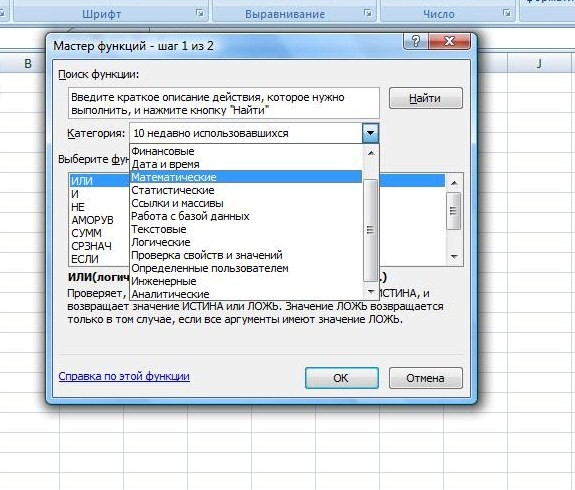 Шрифт Выравнивание Число
B J
Мастер функций - шаг 1 из 2
Поиск функции:
Введите краткое описание действия, которое нужно
выполнить, и нажмите кнопку "Найти"
Найти
Категория: 10 недавно использовавшихся
Финансовые
Дата и время
Математические
Статистические
Ссылки и массивы
Работа с базой данных
Текстовые
Логические
Проверка свойств и значений
Определенные пользователем
Инженерные
Аналитические
Выберите
ИЛИ
И
НЕ
АМОРУВ
СУММ
СРЗНАЧ
ЕСЛИ
Проверяет, ИСТИНА, и
возвращает значение ИСТИНА или ЛОЖЬ. Значение ЛОЖЬ возвращается
только в том случае, если все аргументы имеют значение ЛОЖЬ.
Справка по этой функции
ОК
Отмена